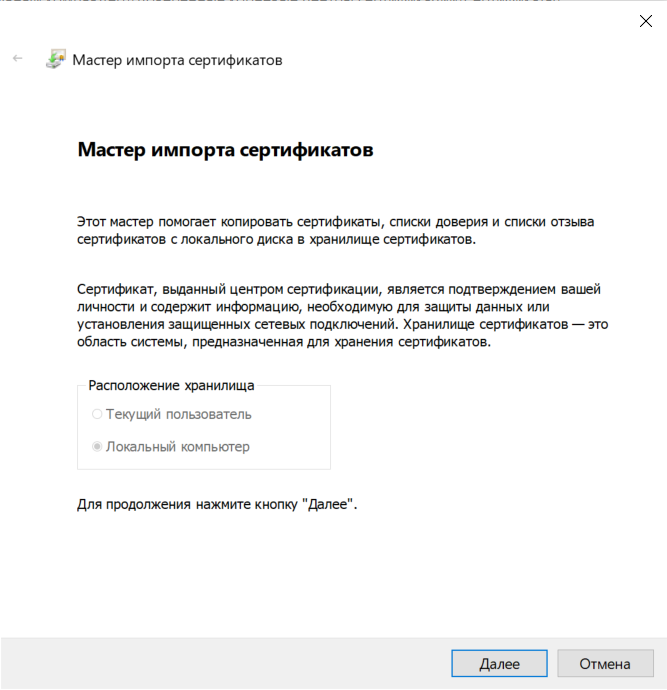 Мастер импорта сертификатов
Мастер импорта сертификатов
Этот мастер помогает копировать сертификаты, списки доверия и списки отзыва
сертификатов с локального диска в хранилище сертификатов.
Сертификат, выданный центром сертификации, является подтверждением вашей
личности и содержит информацию, необходимую для защиты данных или
установления защищенных сетевых подключений. Хранилище сертификатов — это
область системы, предназначенная для хранения сертификатов.
Расположение хранилища
Текущий пользователь
Локальный компьютер
Для продолжения нажмите кнопку "Далее".
Далее
Отмена